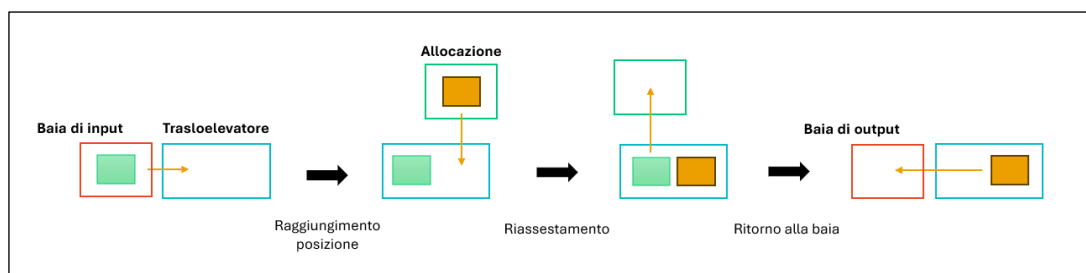 Allocazione
Baia di input
Trasloelevatore
Baia di output
Raggiungimento
posizione
Riassestamento
Ritorno alla baia